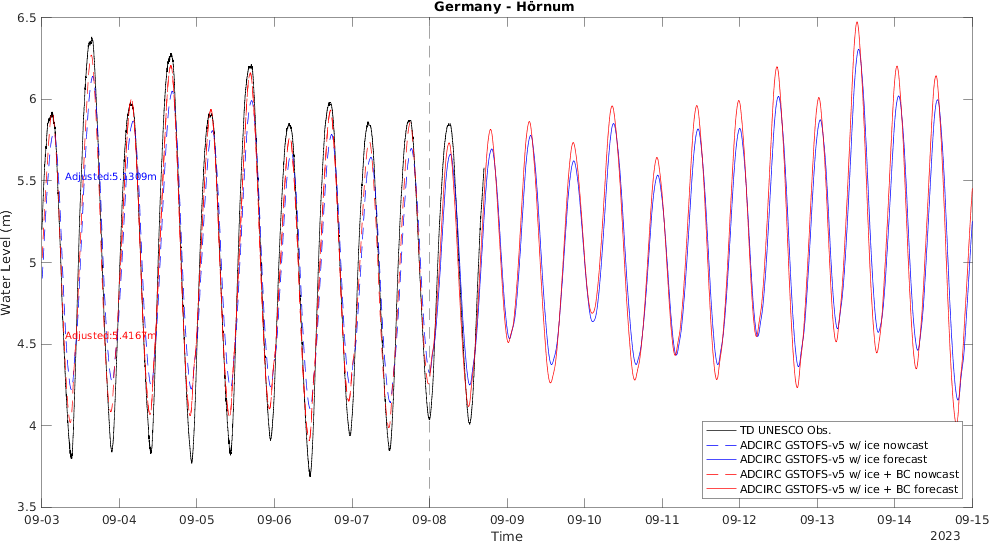 Germany - Hörnum
Water Level (m)
6.5
6
5.5
5
4.5
4
3.5
Adjusted:5.1309m
Adjusted:5.4167m
TD UNESCO Obs.
ADCIRC GSTOFS-v5 w/ ice nowcast
ADCIRC GSTOFS-v5 w/ ice forecast
ADCIRC GSTOFS-v5 w/ ice + BC nowcast
ADCIRC GSTOFS-v5 w/ ice + BC forecast
09-03 09-04 09-05 09-06 09-07 09-08 09-09 09-10 09-11 09-12 09-13 09-14 09-15
Time
2023